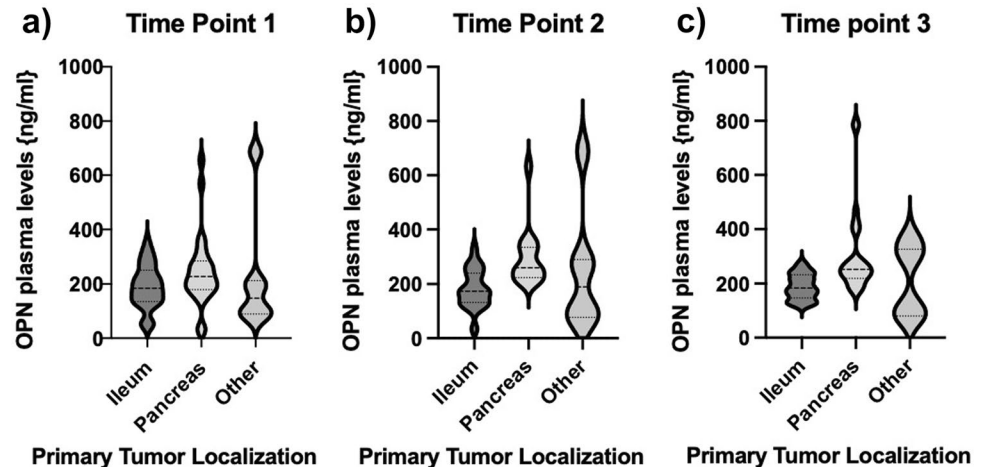 a) Time Point 1
OPN plasma levels {ng/ml}
1000
800
600
400
200
0
Ileum
Pancreas
Other
Primary Tumor Localization
b) Time Point 2
OPN plasma levels {ng/ml}
1000
800
600
400
200
0
Ileum
Pancreas
Other
Primary Tumor Localization
c) Time point 3
OPN plasma levels {ng/ml}
1000
800
600
400
200
0
Ileum
Pancreas
Other
Primary Tumor Localization